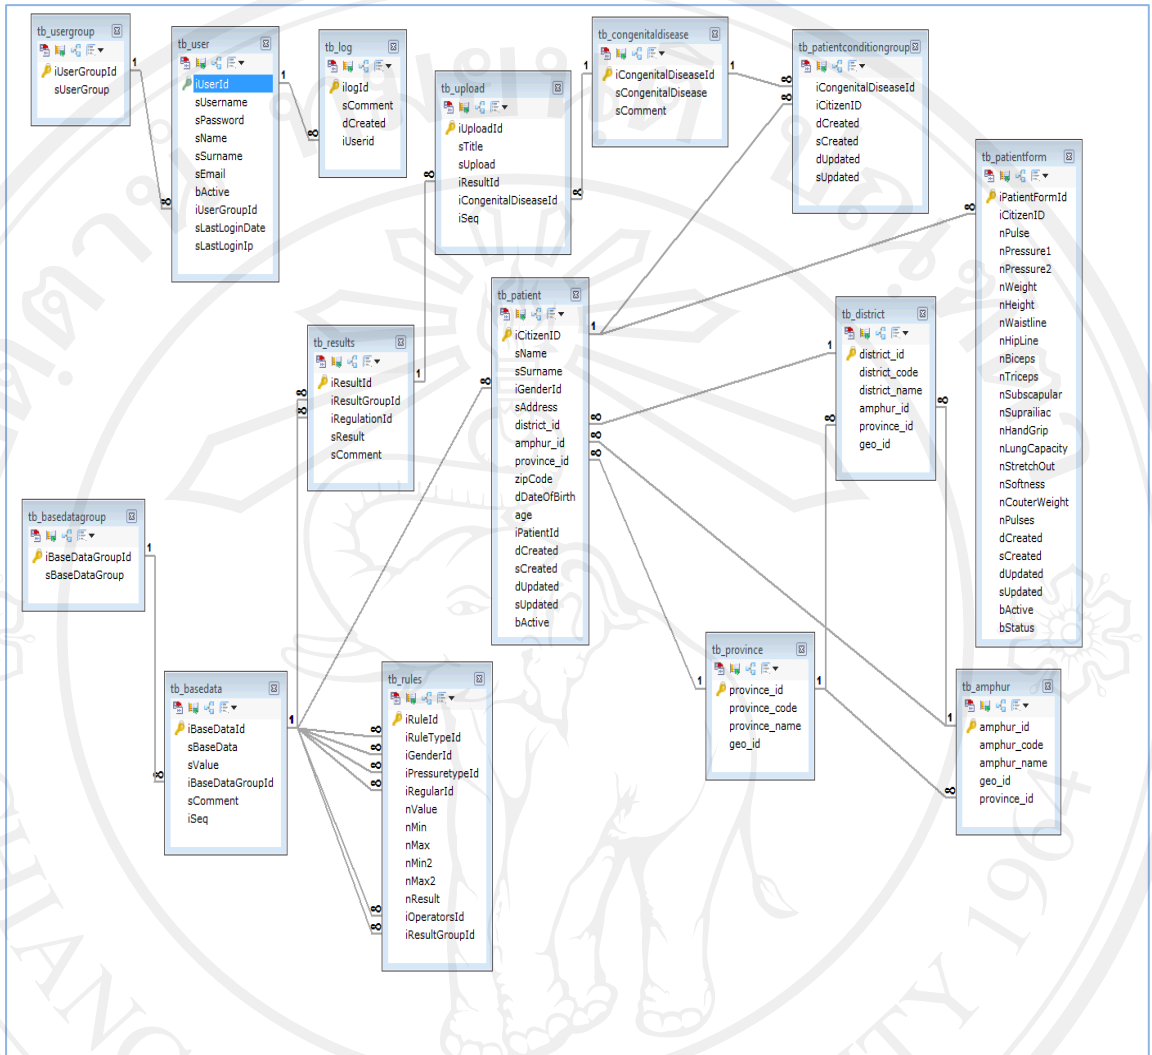 tb_usergroup
iUserGroupId
sUserGroup
tb_user
iUserId
sUsername
sPassword
sName
sSurname
sEmail
bActive
iUserGroupId
sLastLoginDate
sLastLoginIp
tb_log
ilogId
sComment
dCreated
iUserid
tb_upload
iUploadId
sTitle
sUpload
iResultId
iCongenitalDiseaseId
iSeq
tb_congenitaldisease
iCongenitalDiseaseId
sCongenitalDisease
sComment
tb_patientconditiongroup
iCongenitalDiseaseId
iCitizenID
dCreated
sCreated
dUpdated
sUpdated
tb_patientform
iPatientFormId
iCitizenID
nPulse
nPressure1
nPressure2
nWeight
nHeight
nWaistline
nHipLine
nBiceps
nTriceps
nSubscapular
nSuprailiac
nHandGrip
nLungCapacity
nStretchOut
nSoftness
nCouterWeight
nPulses
dCreated
sCreated
dUpdated
sUpdated
bActive
bStatus
tb_patient
iCitizenID
sName
sSurname
iGenderId
sAddress
district_id
amphur_id
province_id
zipCode
dDateOfBirth
age
iPatientId
dCreated
sCreated
dUpdated
sUpdated
bActive
tb_district
district_id
district_code
district_name
amphur_id
province_id
geo_id
tb_results
iResultId
iResultGroupId
iRegulationId
sResult
sComment
tb_basedatagroup
iBaseDataGroupId
sBaseDataGroup
tb_basedata
iBaseDataId
sBaseData
sValue
iBaseDataGroupId
sComment
iSeq
tb_rules
iRuleId
iRuleTypeId
iGenderId
iPressuretypeId
iRegularId
nValue
nMin
nMax
nMin2
nMax2
nResult
iOperatorsId
iResultGroupId
tb_province
province_id
province_code
province_name
geo_id
tb_amphur
amphur_id
amphur_code
amphur_name
geo_id
province_id